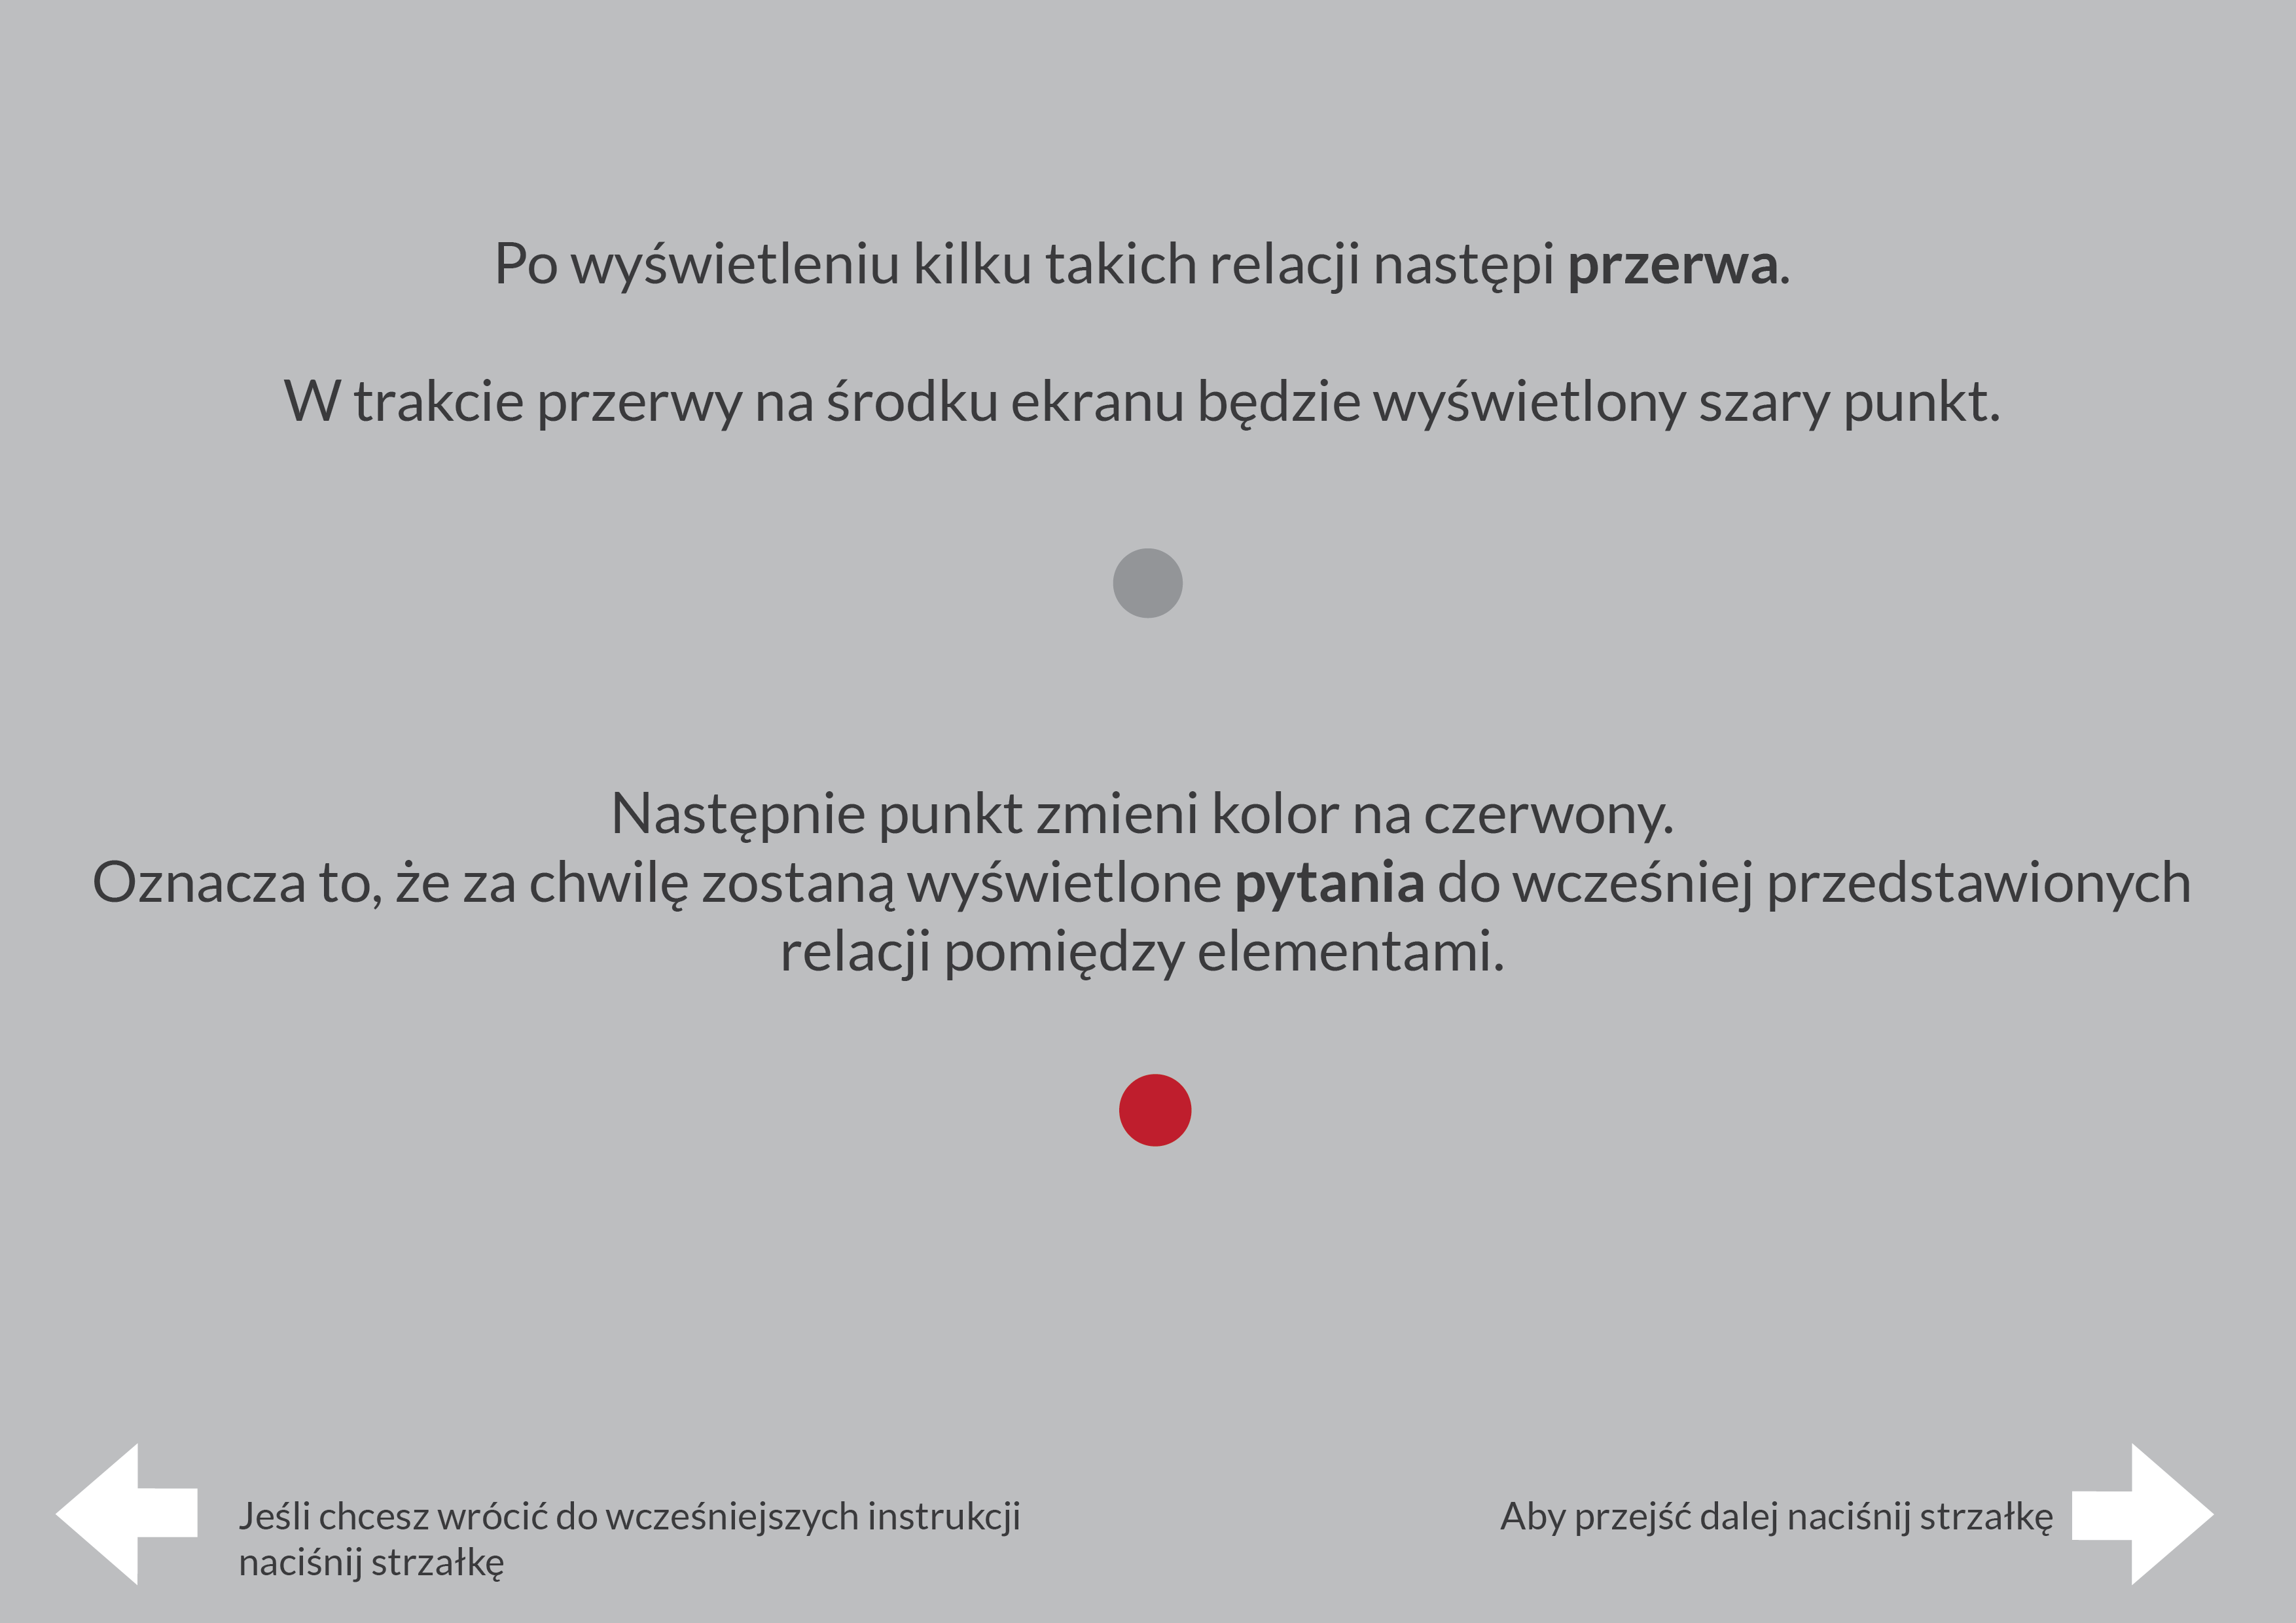 Po wyświetleniu kilku takich relacji następi przerwa.
W trakcie przerwy na środku ekranu będzie wyświetlony szary punkt.
Następnie punkt zmieni kolor na czerwony.
Oznacza to, że za chwilę zostaną wyświetlone pytania do wcześniej przedstawionych
relacji pomiędzy elementami.
Jeśli chcesz wrócić do wcześniejszych instrukcji
naciśnij strzałkę
Aby przejść dalej naciśnij strzałkę